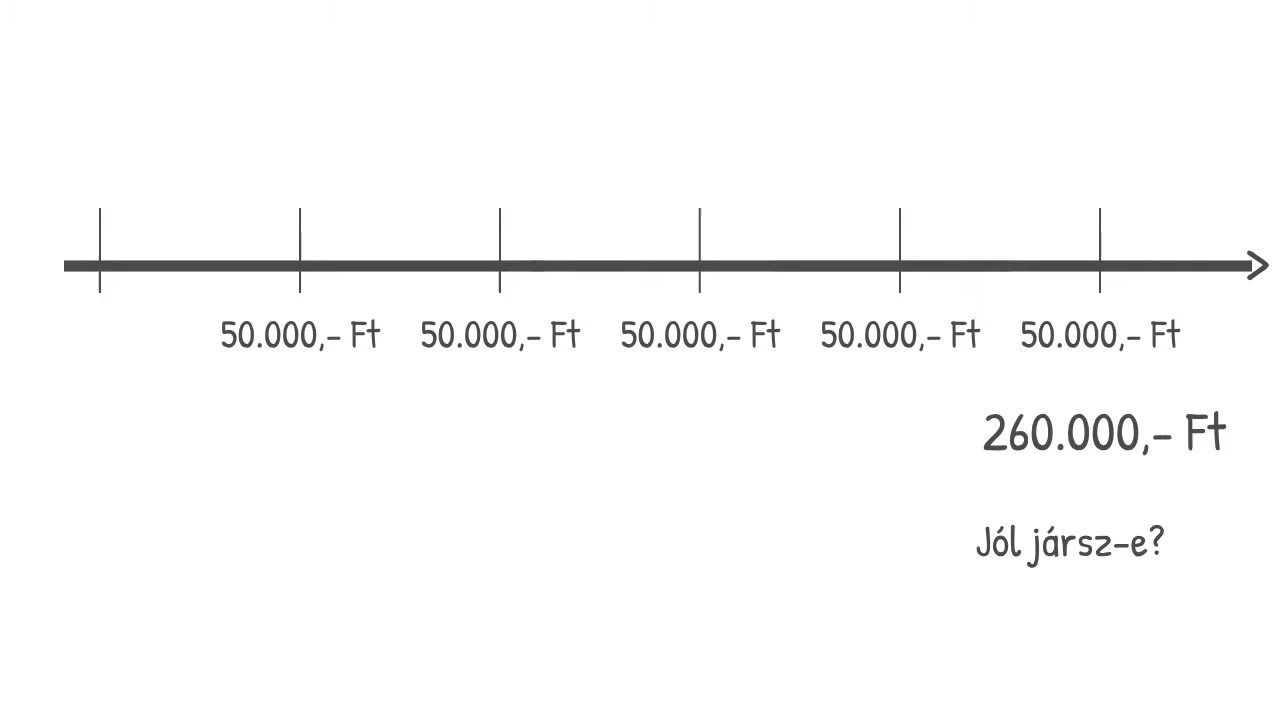 50.000,- Ft 50.000,- Ft 50.000,- Ft 50.000,- Ft 50.000,- Ft
260.000,- Ft
Jól jársz-e?